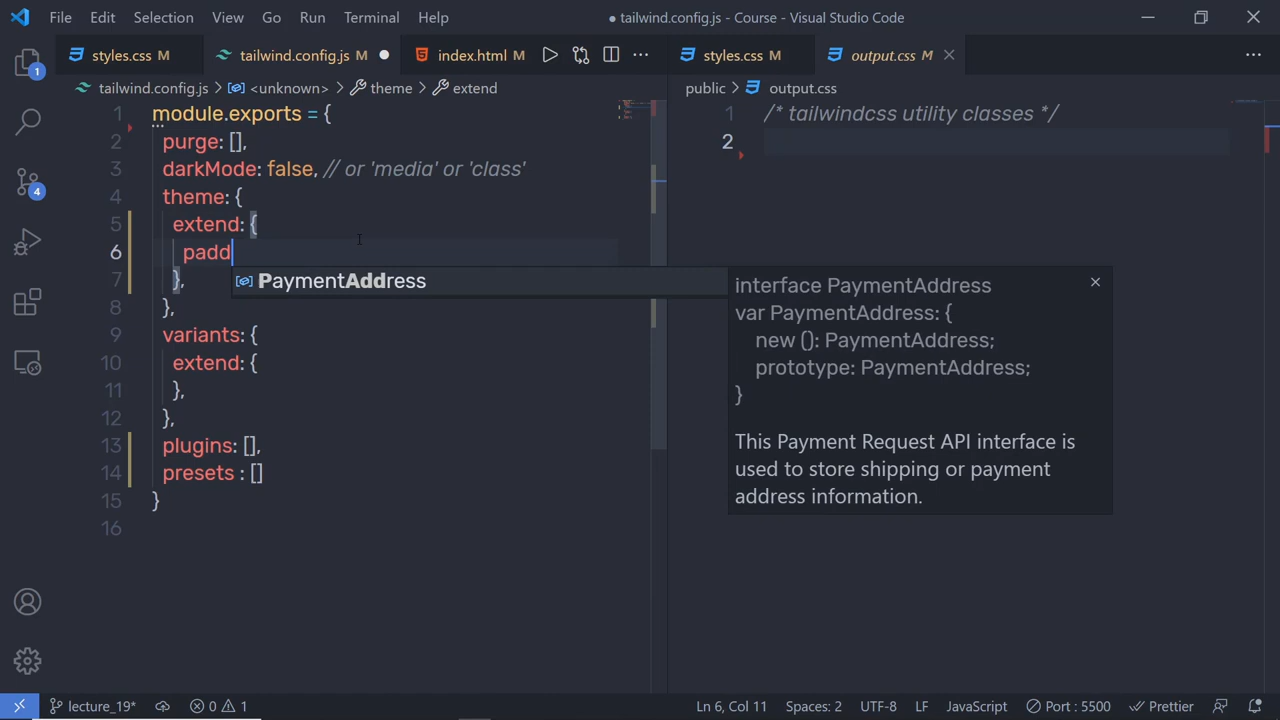 File Edit Selection View Go Run Terminal Help
● tailwind.config.js - Course - Visual Studio Code
styles.css M
tailwind.config.js M ●
index.html M
styles.css M
output.css M
tailwind.config.js > <unknown> > theme > extend
public > output.css
1 module.exports = {
2 purge: [],
3 darkMode: false, // or 'media' or 'class'
4 theme: {
5 extend: {
6 padd
7 },
8 },
9 variants: {
10 extend: {
11 },
12 },
13 plugins: [],
14 presets : []
15 }
16
PaymentAddress
1 /* tailwindcss utility classes */
2
interface PaymentAddress
var PaymentAddress: {
new (): PaymentAddress;
prototype: PaymentAddress;
}
This Payment Request API interface is
used to store shipping or payment
address information.
1
4
lecture_19* 0 1 Ln 6, Col 11 Spaces: 2 UTF-8 LF JavaScript Port : 5500 Prettier